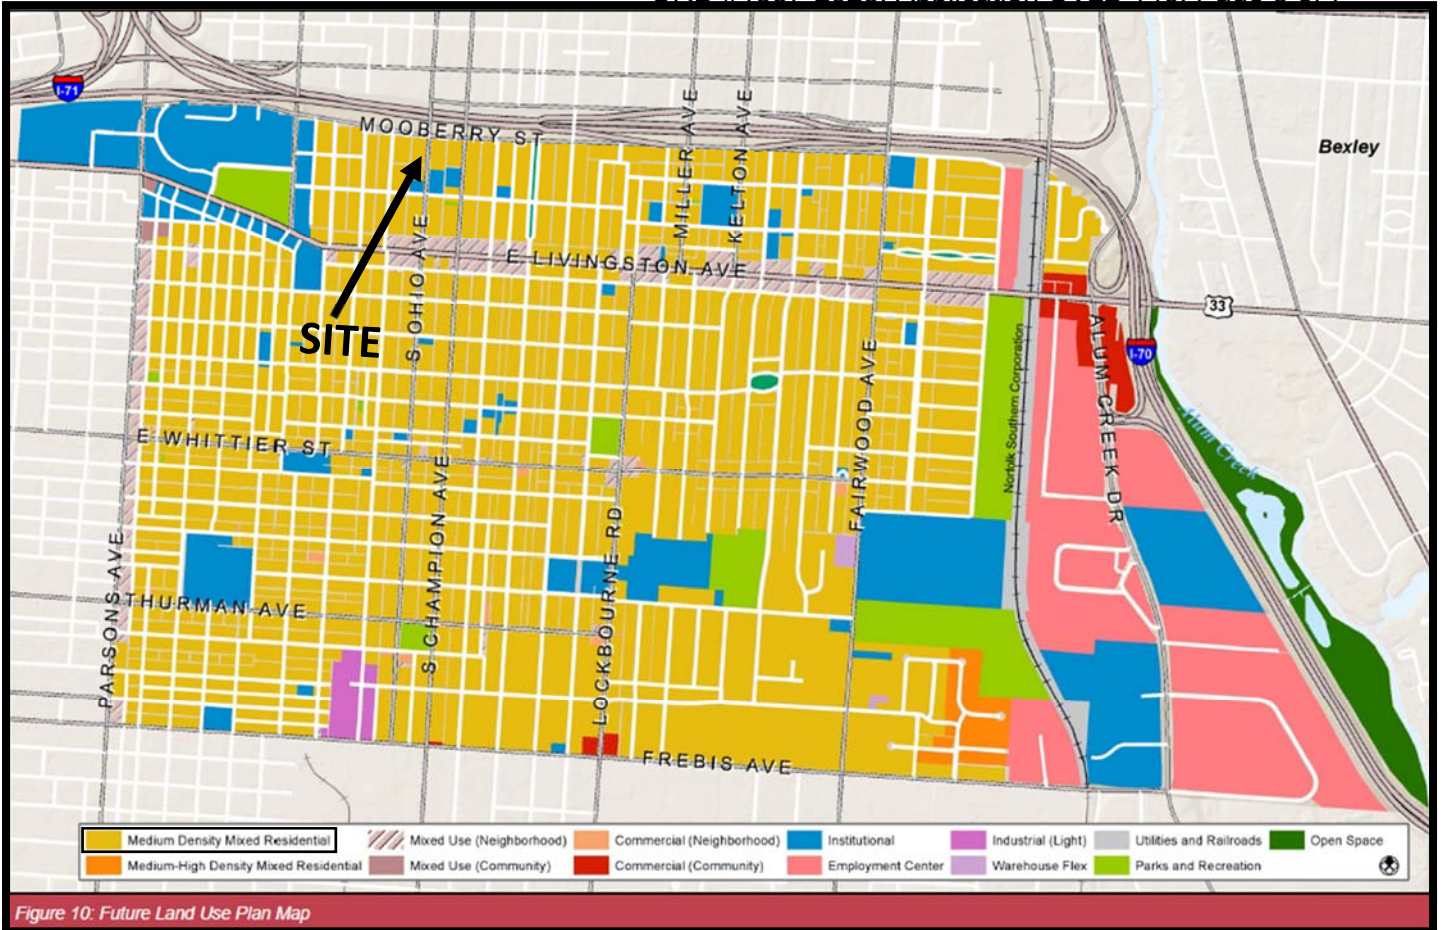 I-71
MOOBERRY ST
MILLER AVE
KELTON AVE
Bexley
S OHIO AVE
E LIVINGSTON AVE
33
SITE
I-70
ALUM CREEK DR
Norfolk Southern Corporation
FAIRWOOD AVE
Alum Creek
E WHITTIER ST
S CHAMPION AVE
LOCKBOURNE RD
PARSONS AVE
THURMAN AVE
FREBIS AVE
Medium Density Mixed Residential
Mixed Use (Neighborhood)
Commercial (Neighborhood)
Institutional
Industrial (Light)
Utilities and Railroads
Open Space
Medium-High Density Mixed Residential
Mixed Use (Community)
Commercial (Community)
Employment Center
Warehouse Flex
Parks and Recreation
Figure 10: Future Land Use Plan Map